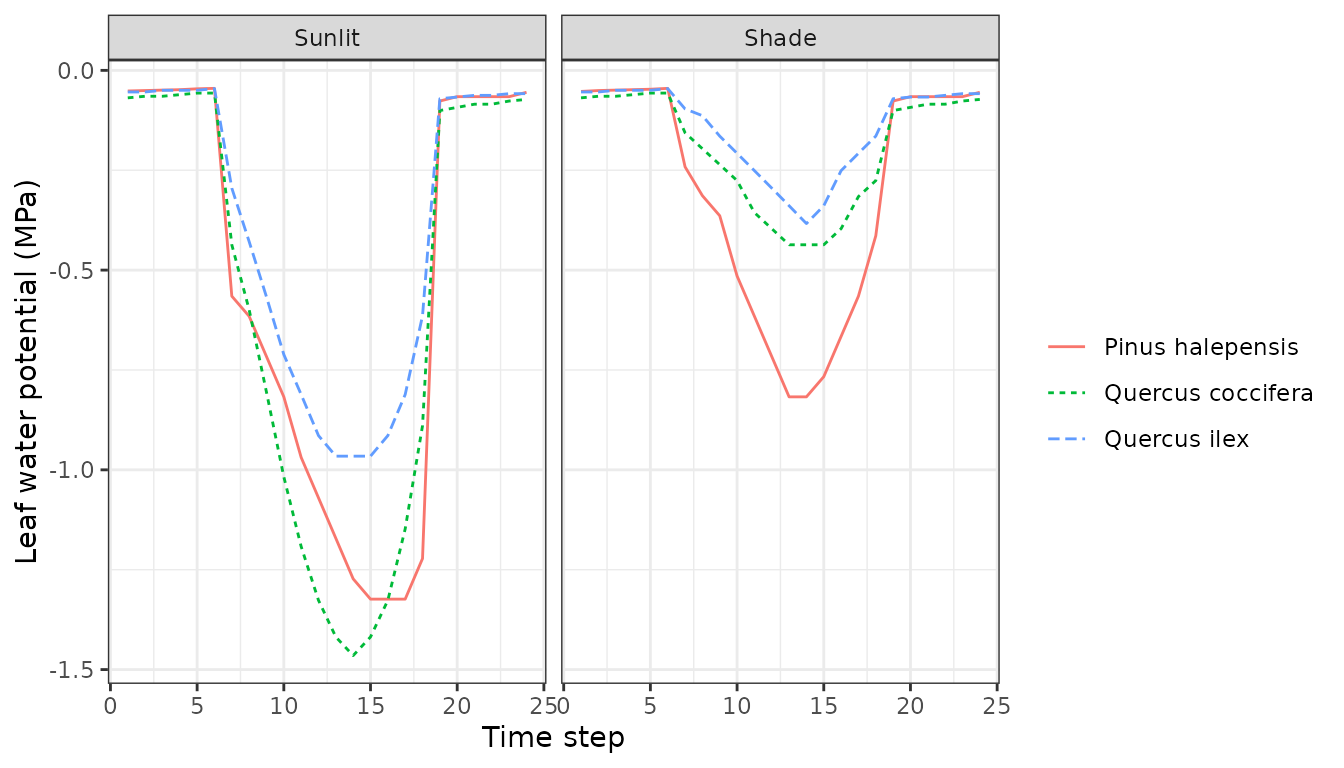 Sunlit Shade
Leaf water potential (MPa)
0.0
-0.5
-1.0
-1.5
0 5 10 15 20 25 0 5 10 15 20 25
Time step
Pinus halepensis
Quercus coccifera
Quercus ilex